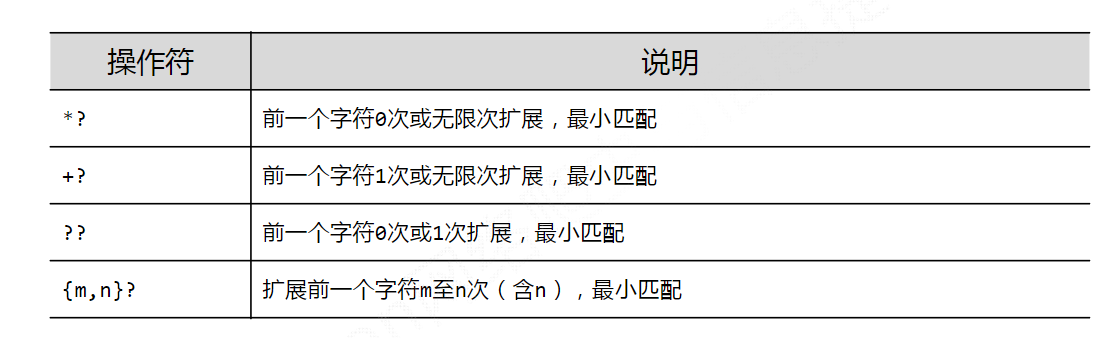 操作符 说明
*? 前一个字符0次或无限次扩展，最小匹配
+? 前一个字符1次或无限次扩展，最小匹配
?? 前一个字符0次或1次扩展，最小匹配
{m,n}? 扩展前一个字符m至n次（含n），最小匹配